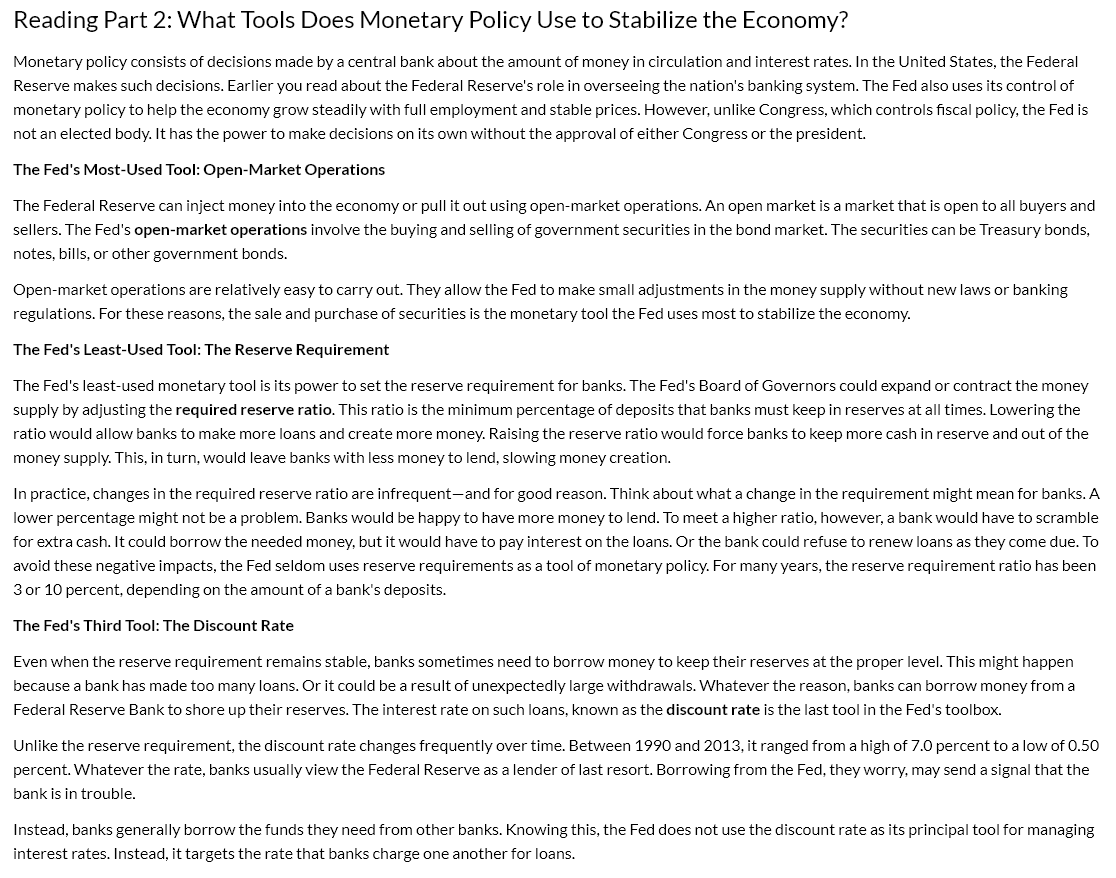 Reading Part 2: What Tools Does Monetary Policy Use to Stabilize the Economy?
Monetary policy consists of decisions made by a central bank about the amount of money in circulation and interest rates. In the United States, the Federal
Reserve makes such decisions. Earlier you read about the Federal Reserve's role in overseeing the nation's banking system. The Fed also uses its control of
monetary policy to help the economy grow steadily with full employment and stable prices. However, unlike Congress, which controls fiscal policy, the Fed is
not an elected body. It has the power to make decisions on its own without the approval of either Congress or the president.
The Fed's Most-Used Tool: Open-Market Operations
The Federal Reserve can inject money into the economy or pull it out using open-market operations. An open market is a market that is open to all buyers and
sellers. The Fed's open-market operations involve the buying and selling of government securities in the bond market. The securities can be Treasury bonds,
notes, bills, or other government bonds.
Open-market operations are relatively easy to carry out. They allow the Fed to make small adjustments in the money supply without new laws or banking
regulations. For these reasons, the sale and purchase of securities is the monetary tool the Fed uses most to stabilize the economy.
The Fed's Least-Used Tool: The Reserve Requirement
The Fed's least-used monetary tool is its power to set the reserve requirement for banks. The Fed's Board of Governors could expand or contract the money
supply by adjusting the required reserve ratio. This ratio is the minimum percentage of deposits that banks must keep in reserves at all times. Lowering the
ratio would allow banks to make more loans and create more money. Raising the reserve ratio would force banks to keep more cash in reserve and out of the
money supply. This, in turn, would leave banks with less money to lend, slowing money creation.
In practice, changes in the required reserve ratio are infrequent—and for good reason. Think about what a change in the requirement might mean for banks. A
lower percentage might not be a problem. Banks would be happy to have more money to lend. To meet a higher ratio, however, a bank would have to scramble
for extra cash. It could borrow the needed money, but it would have to pay interest on the loans. Or the bank could refuse to renew loans as they come due. To
avoid these negative impacts, the Fed seldom uses reserve requirements as a tool of monetary policy. For many years, the reserve requirement ratio has been
3 or 10 percent, depending on the amount of a bank's deposits.
The Fed's Third Tool: The Discount Rate
Even when the reserve requirement remains stable, banks sometimes need to borrow money to keep their reserves at the proper level. This might happen
because a bank has made too many loans. Or it could be a result of unexpectedly large withdrawals. Whatever the reason, banks can borrow money from a
Federal Reserve Bank to shore up their reserves. The interest rate on such loans, known as the discount rate is the last tool in the Fed's toolbox.
Unlike the reserve requirement, the discount rate changes frequently over time. Between 1990 and 2013, it ranged from a high of 7.0 percent to a low of 0.50
percent. Whatever the rate, banks usually view the Federal Reserve as a lender of last resort. Borrowing from the Fed, they worry, may send a signal that the
bank is in trouble.
Instead, banks generally borrow the funds they need from other banks. Knowing this, the Fed does not use the discount rate as its principal tool for managing
interest rates. Instead, it targets the rate that banks charge one another for loans.